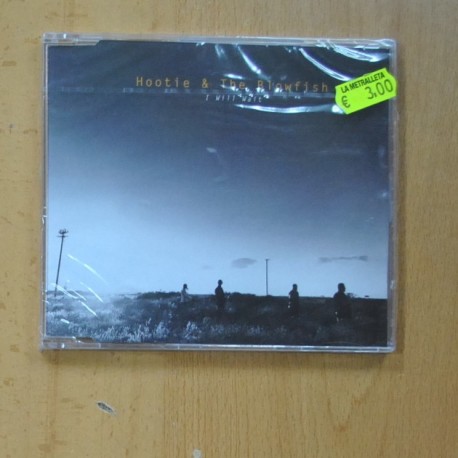 Hootie & The Blowfish
I Will Wait
LA METRALLETA
€ 3,00